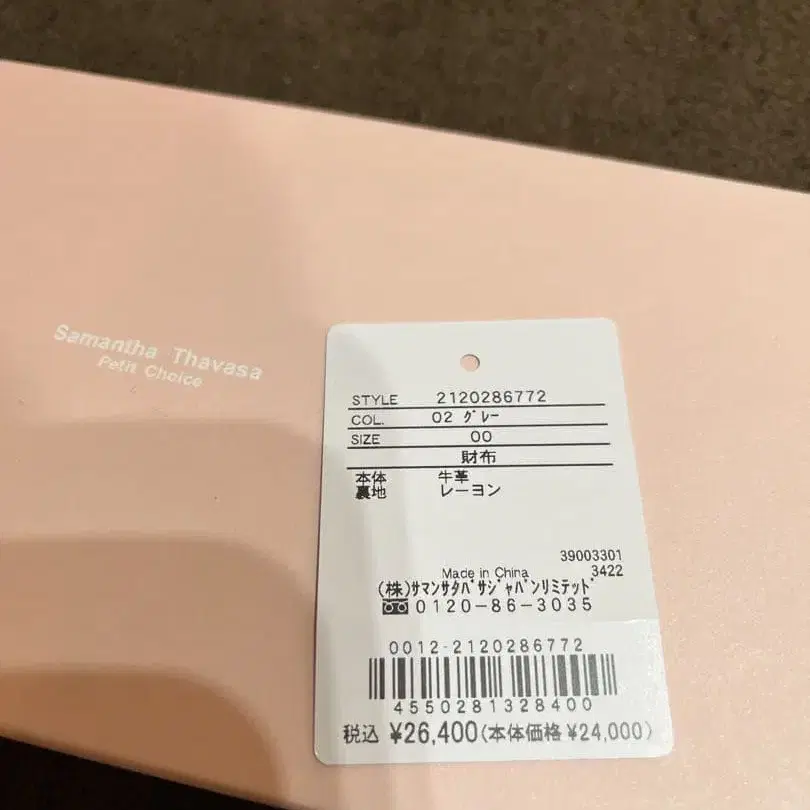 Samantha Thavasa
Petit Choice
STYLE 2120286772
COL. 02 ｸﾞﾚｰ
SIZE 00
財布
本体 牛革
裏地 レーヨン
39003301
Made in China 3422
(株)ｻﾏﾝｻﾀﾊﾞｻｼﾞｬﾊﾟﾝﾘﾐﾃｯﾄﾞ
0120-86-3035
0012-2120286772
4550281328400
税込 ¥26,400(本体価格 ¥24,000)